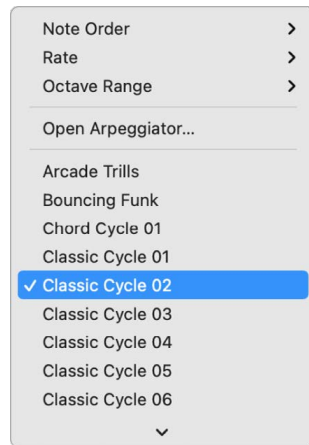 Note Order
Rate
Octave Range
Open Arpeggiator...
Arcade Trills
Bouncing Funk
Chord Cycle 01
Classic Cycle 01
Classic Cycle 02
Classic Cycle 03
Classic Cycle 04
Classic Cycle 05
Classic Cycle 06